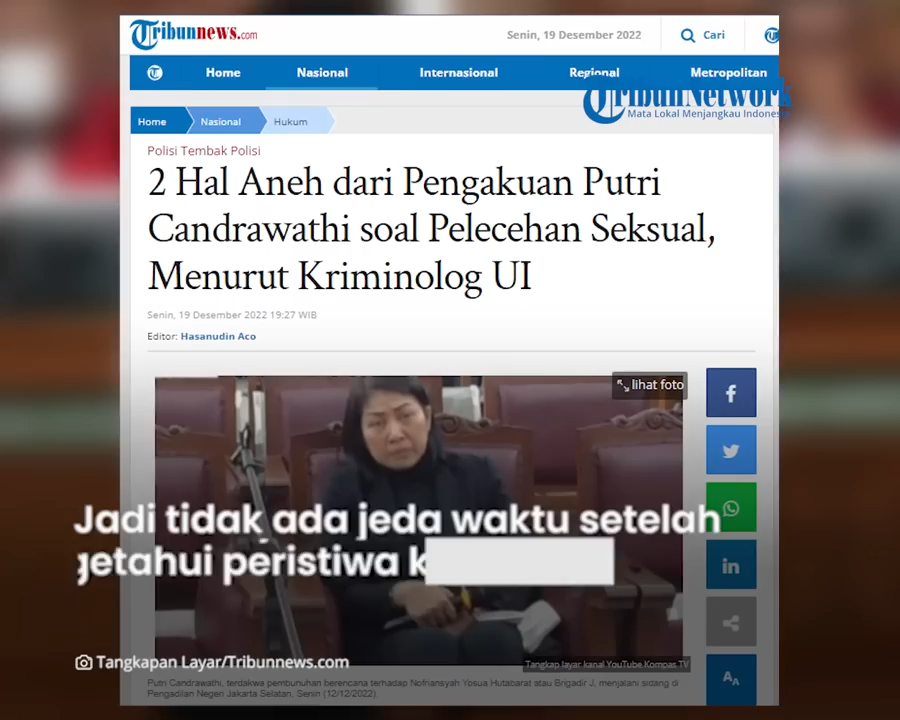 Tribunnews.com
Senin, 19 Desember 2022
Cari
Home Nasional Internasional Regional Metropolitan
TribunNetwork
Mata Lokal Menjangkau Indonesia
Home Nasional Hukum
Polisi Tembak Polisi
2 Hal Aneh dari Pengakuan Putri
Candrawathi soal Pelecehan Seksual,
Menurut Kriminolog UI
Senin, 19 Desember 2022 19:27 WIB
Editor: Hasanudin Aco
lihat foto
Jadi tidak ada jeda waktu setelah
getahui peristiwa k
Tangkapan Layar/Tribunnews.com
Tangkap layar kanal YouTube Kompas TV
Putri Candrawathi, terdakwa pembunuhan berencana terhadap Nofriansyah Yosua Hutabarat atau Brigadir J, menjalani sidang di
Pengadilan Negeri Jakarta Selatan, Senin (12/12/2022).
AA